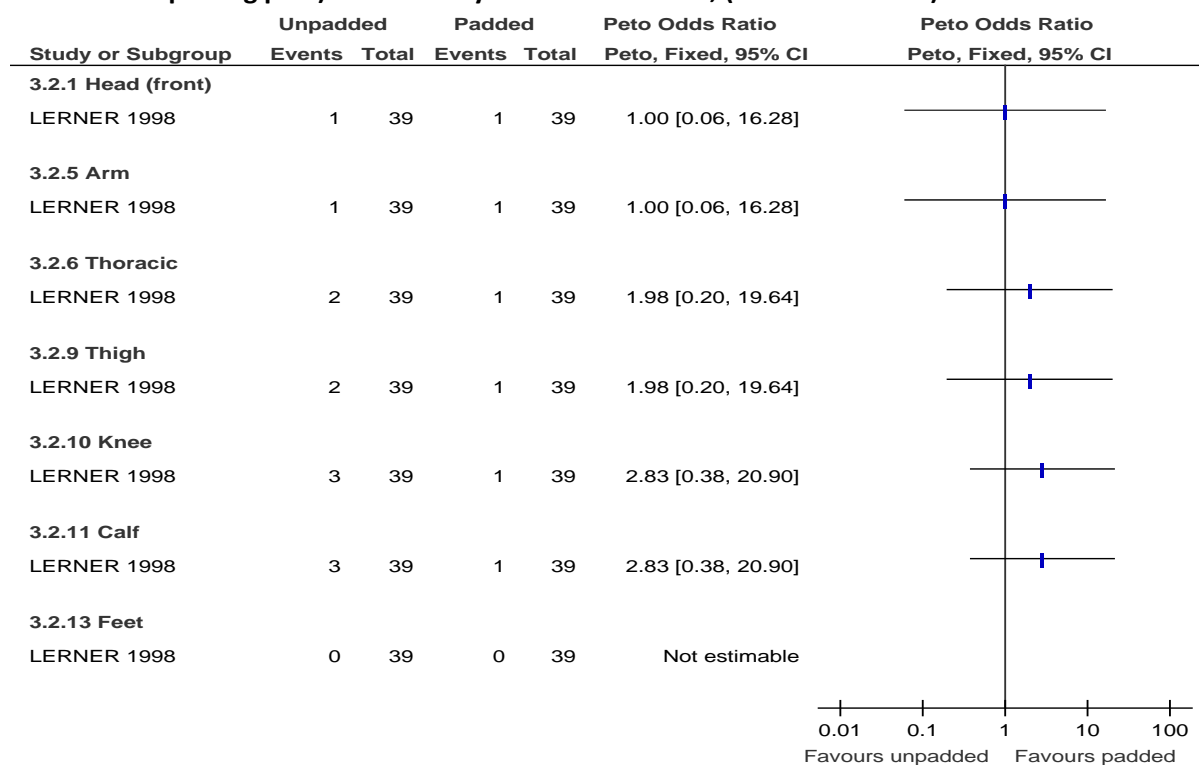 Unpadded Padded Peto Odds Ratio Peto Odds Ratio
Study or Subgroup Events Total Events Total Peto, Fixed, 95% CI Peto, Fixed, 95% CI
3.2.1 Head (front)
LERNER 1998 1 39 1 39 1.00 [0.06, 16.28]
3.2.5 Arm
LERNER 1998 1 39 1 39 1.00 [0.06, 16.28]
3.2.6 Thoracic
LERNER 1998 2 39 1 39 1.98 [0.20, 19.64]
3.2.9 Thigh
LERNER 1998 2 39 1 39 1.98 [0.20, 19.64]
3.2.10 Knee
LERNER 1998 3 39 1 39 2.83 [0.38, 20.90]
3.2.11 Calf
LERNER 1998 3 39 1 39 2.83 [0.38, 20.90]
3.2.13 Feet
LERNER 1998 0 39 0 39 Not estimable
0.01 0.1 1 10 100
Favours unpadded Favours padded